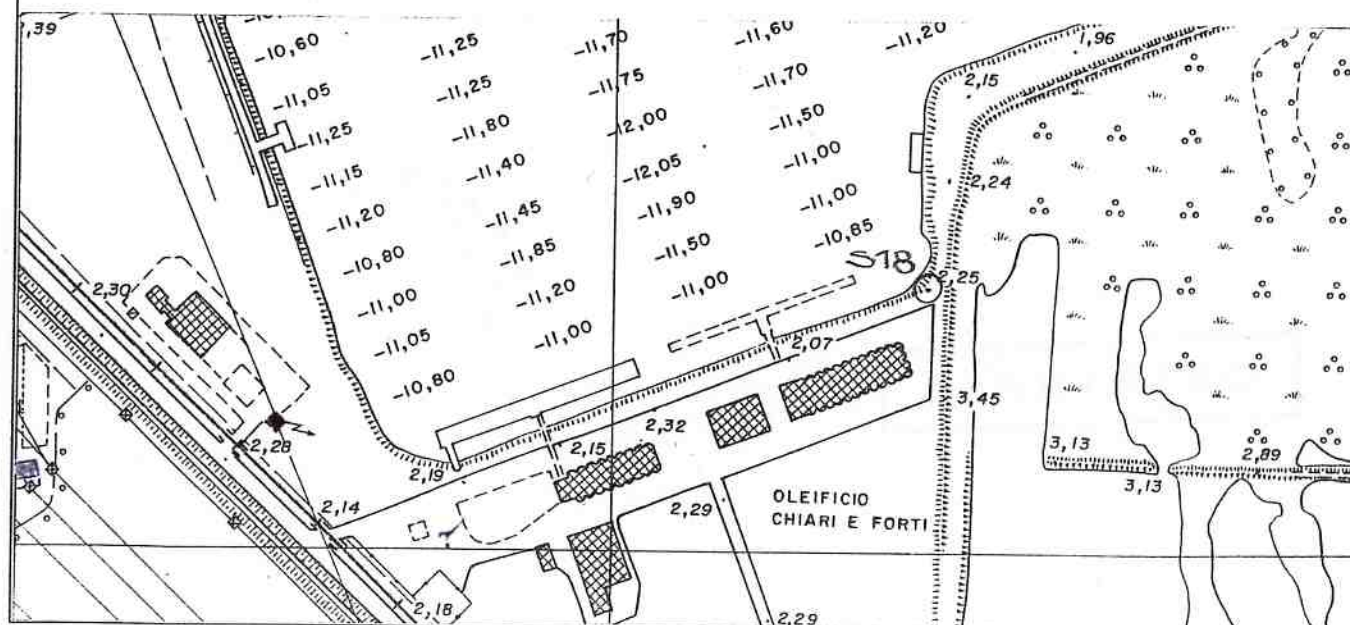 -11,25 -11,70 -11,60 -11,20 1,96
-10,60 -11,25 -11,75 -11,70 2,15
-11,05 -11,80 -12,00 -11,50
-11,25 -11,40 -12,05 -11,00 2,24
-11,15 -11,45 -11,90 -11,00
-11,20 -11,85 -11,50 -10,85
-10,80 -11,20 -11,00 S18 2,25
2,30 -11,00 -11,00
-11,05 2,07
-10,80 3,45
2,28 2,19 2,15 2,32 3,13 2,89
3,13
2,14 2,29 OLEIFICIO
CHIARI E FORTI
2,18 2,29